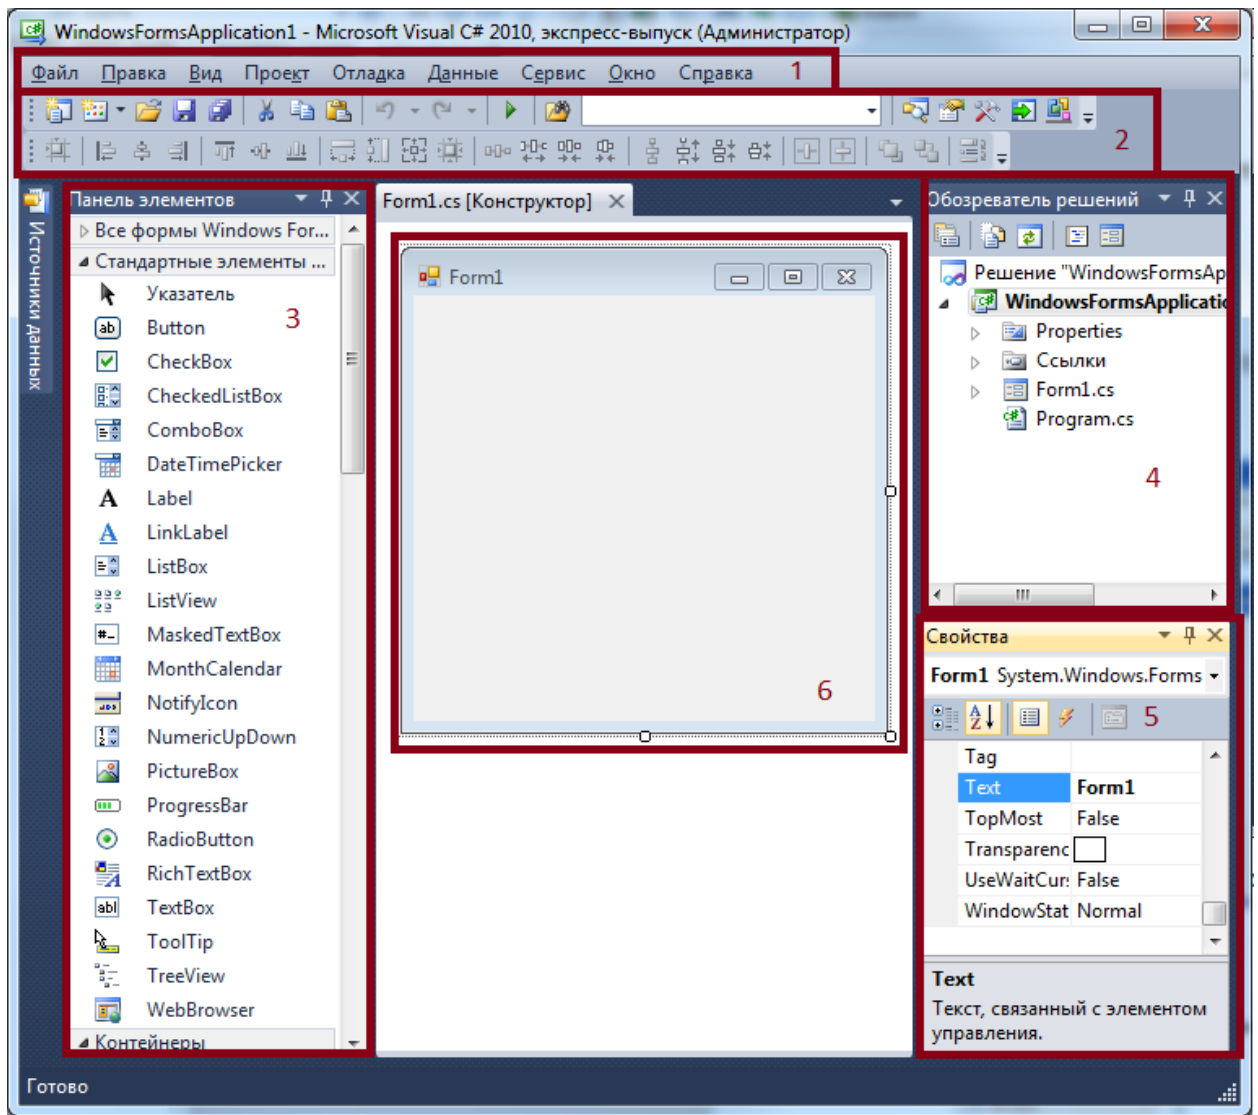 WindowsFormsApplication1 - Microsoft Visual C# 2010, экспресс-выпуск (Администратор)
Файл Правка Вид Проект Отладка Данные Сервис Окно Справка 1
2
Источники данных
Панель элементов
Все формы Windows For...
Стандартные элементы ...
Указатель
3
Button
CheckBox
CheckedListBox
ComboBox
DateTimePicker
Label
LinkLabel
ListBox
ListView
MaskedTextBox
MonthCalendar
NotifyIcon
NumericUpDown
PictureBox
ProgressBar
RadioButton
RichTextBox
TextBox
ToolTip
TreeView
WebBrowser
Контейнеры
Form1.cs [Конструктор]
Form1
6
Обозреватель решений
Решение "WindowsFormsAp
WindowsFormsApplicatio
Properties
Ссылки
Form1.cs
Program.cs
4
Свойства
Form1 System.Windows.Forms
5
Tag
Text Form1
TopMost False
Transparenc
UseWaitCur: False
WindowStat Normal
Text
Текст, связанный с элементом
управления.
Готово